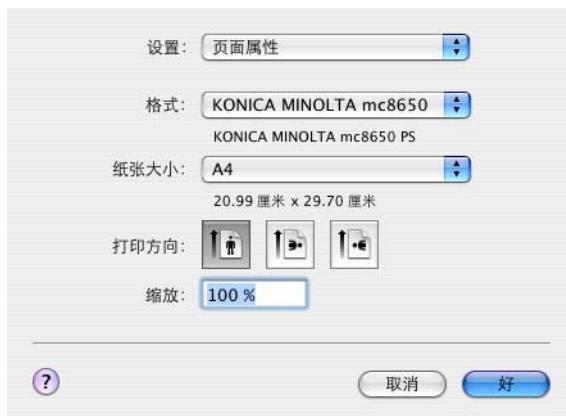 设置： 页面属性
格式： KONICA MINOLTA mc8650
KONICA MINOLTA mc8650 PS
纸张大小： A4
20.99 厘米 x 29.70 厘米
打印方向：
缩放： 100 %
? 取消 好